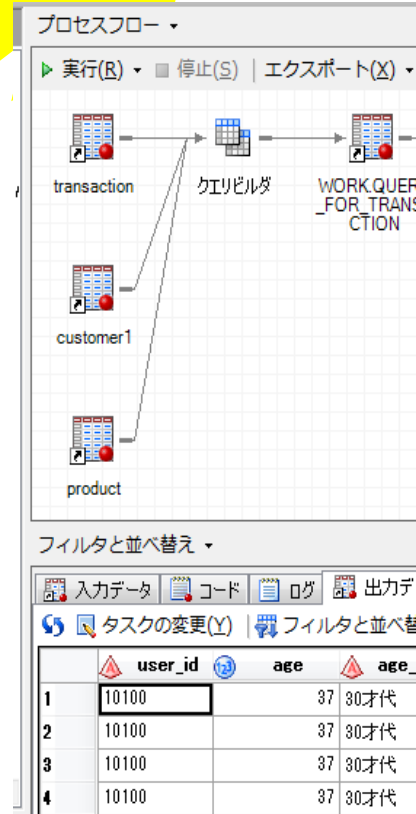 プロセスフロー
実行(R) 停止(S) エクスポート(X)
transaction
クエリビルダ
WORK.QUER
_FOR_TRANS
CTION
customer1
product
フィルタと並べ替え
入力データ コード ログ 出力デ
タスクの変更(Y) フィルタと並べ替
user_id age age_
1 10100 37 30才代
2 10100 37 30才代
3 10100 37 30才代
4 10100 37 30才代